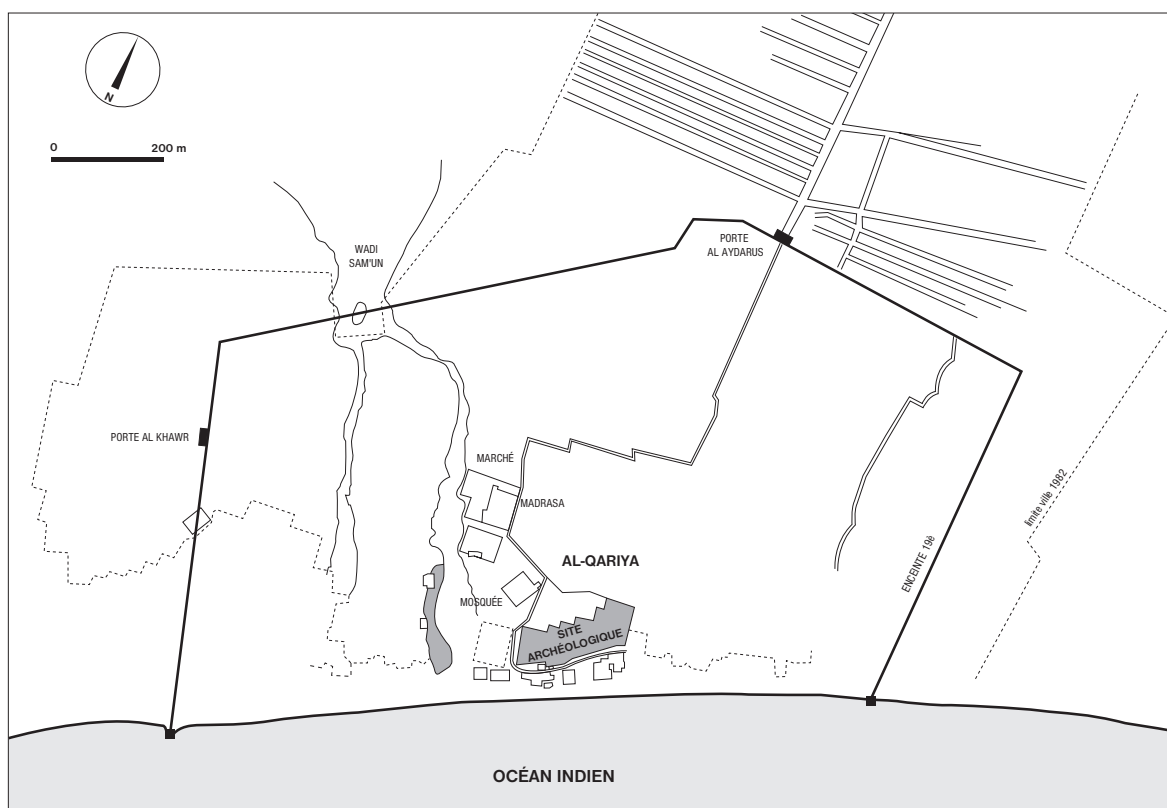 N
0 200 m
WADI
SAM'UN
PORTE
AL AYDARUS
PORTE AL KHAWR
MARCHÉ
MADRASA
limite ville 1982
AL-QARIYA
ENCEINTE 19è
MOSQUÉE
SITE
ARCHÉOLOGIQUE
OCÉAN INDIEN